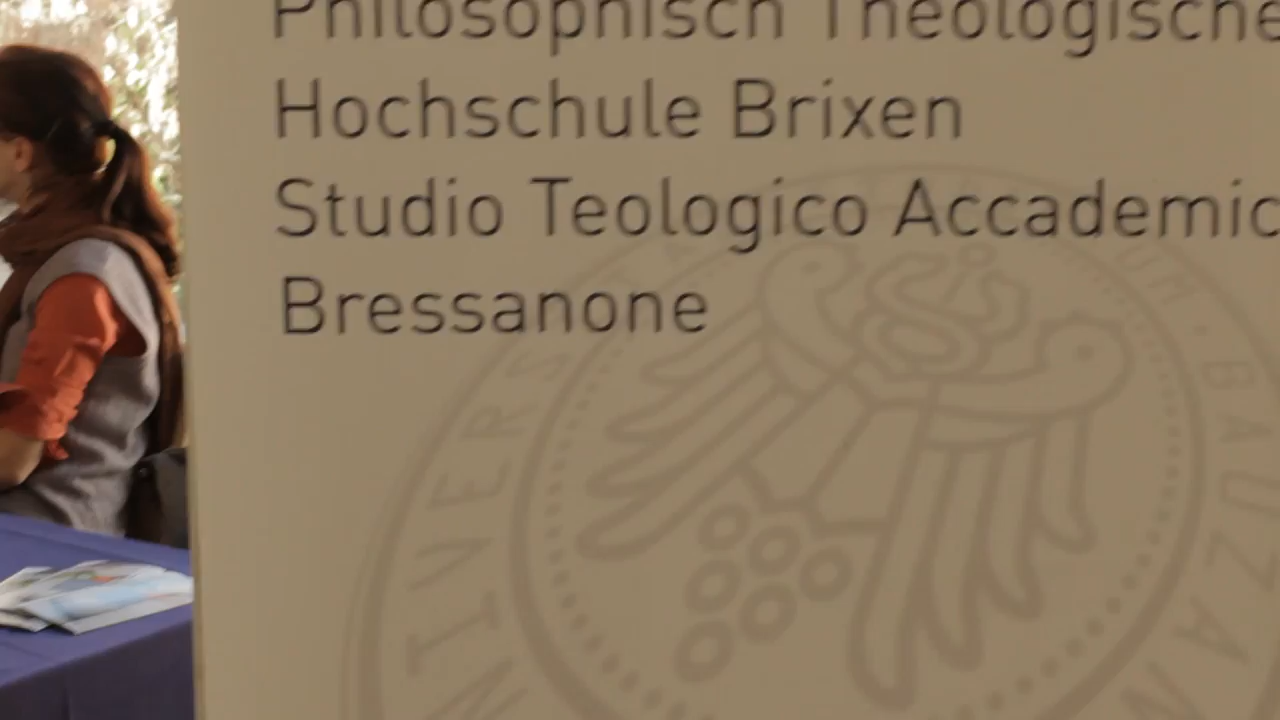 Philosophisch Theologische
Hochschule Brixen
Studio Teologico Accademic
Bressanone